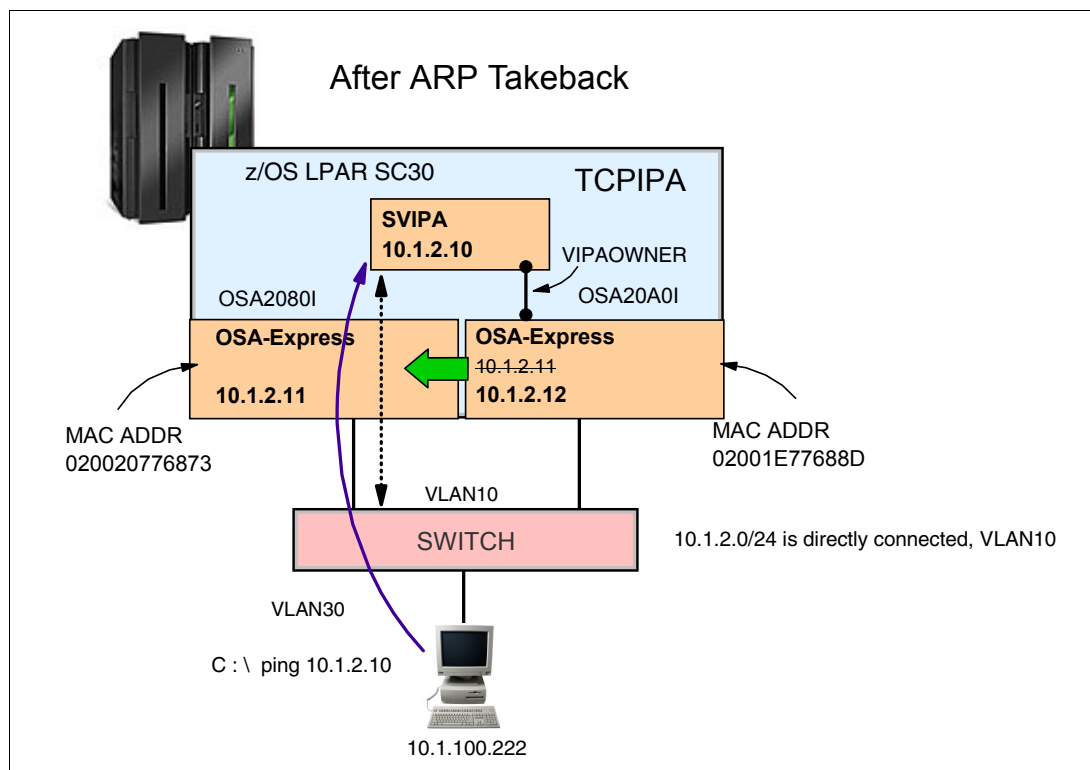 After ARP Takeback
z/OS LPAR SC30
TCPIPA
SVIPA
10.1.2.10
VIPAOWNER
OSA2080I
OSA20A0I
OSA-Express
10.1.2.11
OSA-Express
10.1.2.11
10.1.2.12
MAC ADDR
020020776873
MAC ADDR
02001E77688D
VLAN10
SWITCH
10.1.2.0/24 is directly connected, VLAN10
VLAN30
C : \ ping 10.1.2.10
10.1.100.222